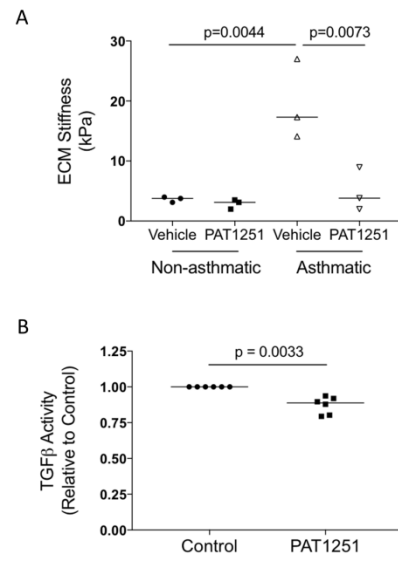 A
p=0.0044
p=0.0073
ECM Stiffness
(kPa)
30
20
10
0
Vehicle PAT1251 Vehicle PAT1251
Non-asthmatic Asthmatic
B
p = 0.0033
TGFβ Activity
(Relative to Control)
1.25
1.00
0.75
0.50
0.25
0.00
Control PAT1251